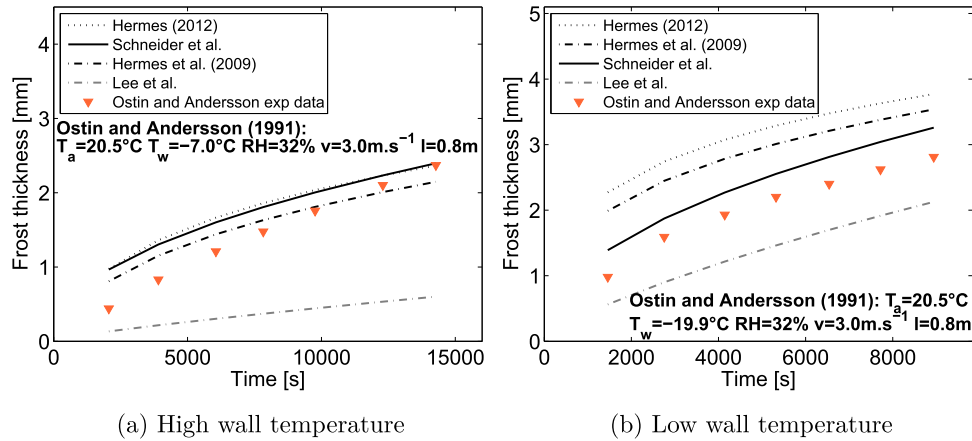 Hermes (2012)
Schneider et al.
Hermes et al. (2009)
Lee et al.
Ostin and Andersson exp data
Ostin and Andersson (1991):
T_a=20.5°C T_w=−7.0°C RH=32% v=3.0m.s⁻¹ l=0.8m
Frost thickness [mm]
4
3
2
1
0
0
5000
10000
15000
Time [s]
(a) High wall temperature
Hermes (2012)
Hermes et al. (2009)
Schneider et al.
Lee et al.
Ostin and Andersson exp data
Ostin and Andersson (1991): T_a=20.5°C
T_w=−19.9°C RH=32% v=3.0m.s⁻¹ l=0.8m
Frost thickness [mm]
5
4
3
2
1
0
0
2000
4000
6000
8000
Time [s]
(b) Low wall temperature